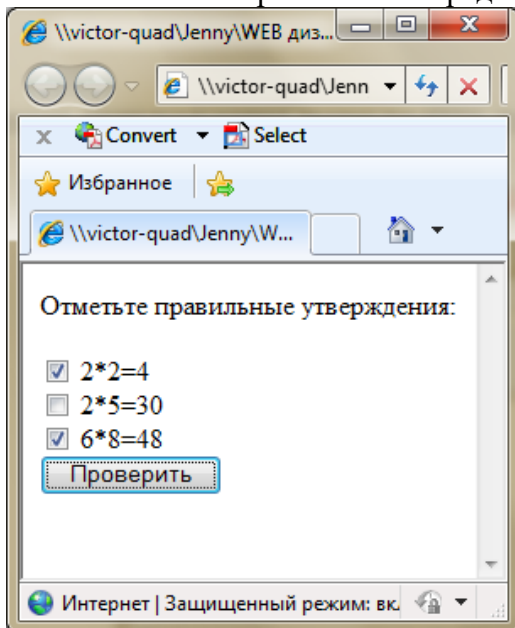 \\victor-quad\Jenny\WEB диз...
\\victor-quad\Jenn
x Convert Select
Избранное
\\victor-quad\Jenny\W...
Отметьте правильные утверждения:
2*2=4
2*5=30
6*8=48
Проверить
Интернет | Защищенный режим: вк